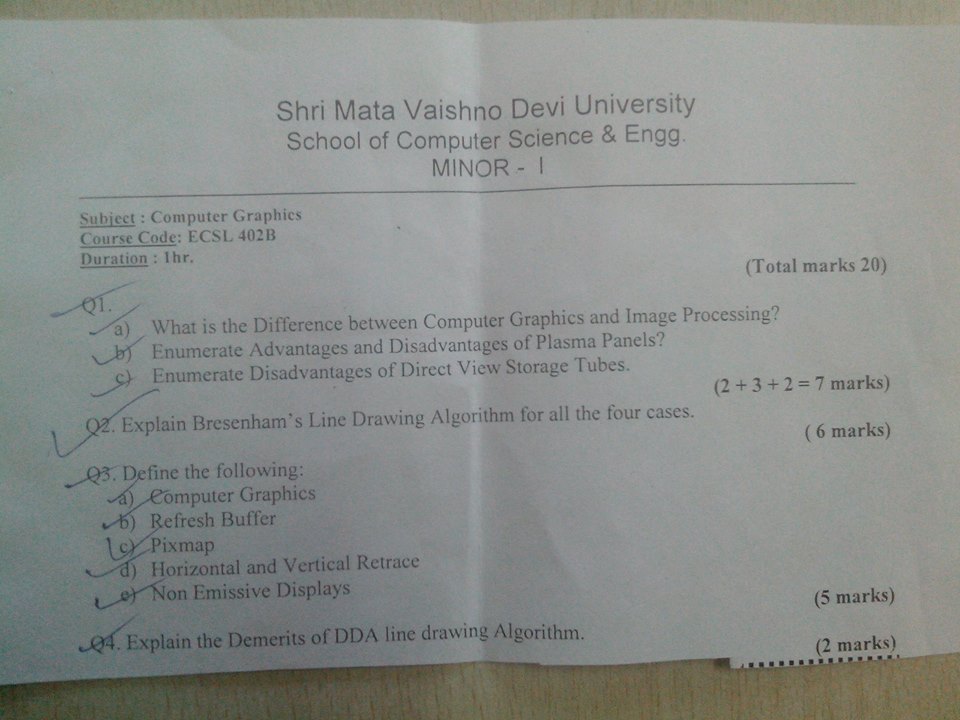 Shri Mata Vaishno Devi University
School of Computer Science & Engg.
MINOR - I
Subject : Computer Graphics
Course Code: ECSL 402B
Duration : 1hr.
(Total marks 20)
Q1.
a) What is the Difference between Computer Graphics and Image Processing?
b) Enumerate Advantages and Disadvantages of Plasma Panels?
c) Enumerate Disadvantages of Direct View Storage Tubes.
(2 + 3 + 2 = 7 marks)
Q2. Explain Bresenham's Line Drawing Algorithm for all the four cases.
( 6 marks)
Q3. Define the following:
a) Computer Graphics
b) Refresh Buffer
c) Pixmap
d) Horizontal and Vertical Retrace
e) Non Emissive Displays
(5 marks)
Q4. Explain the Demerits of DDA line drawing Algorithm.
(2 marks)